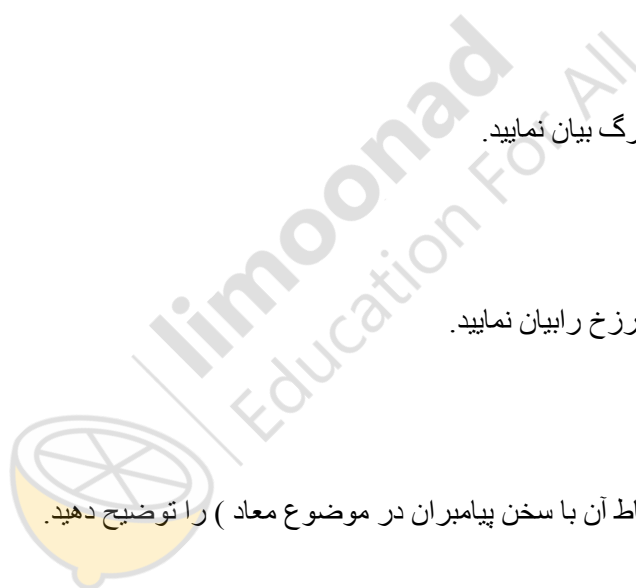 رگ بیان نمایید.
رزخ رابیان نمایید.
اط آن با سخن پیامبران در موضوع معاد ) را توضیح دهید.
limoonad
Education For All